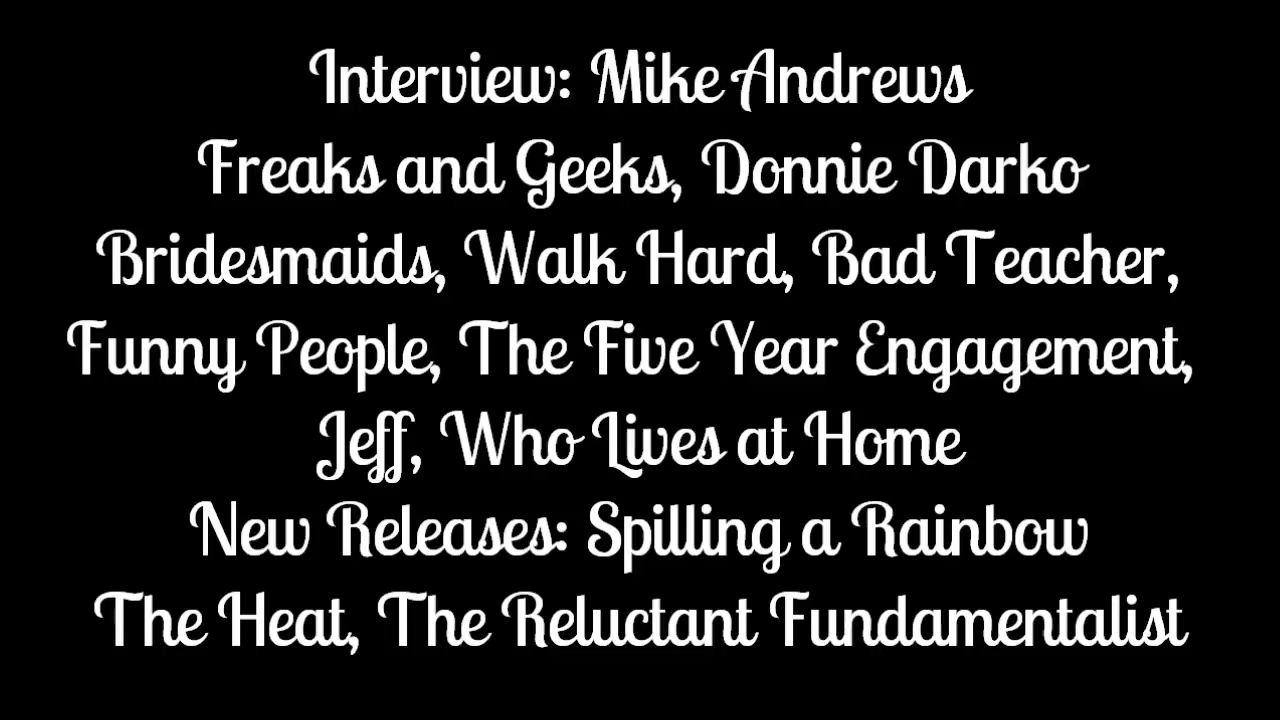 Interview: Mike Andrews
Freaks and Geeks, Donnie Darko
Bridesmaids, Walk Hard, Bad Teacher,
Funny People, The Five Year Engagement,
Jeff, Who Lives at Home
New Releases: Spilling a Rainbow
The Heat, The Reluctant Fundamentalist